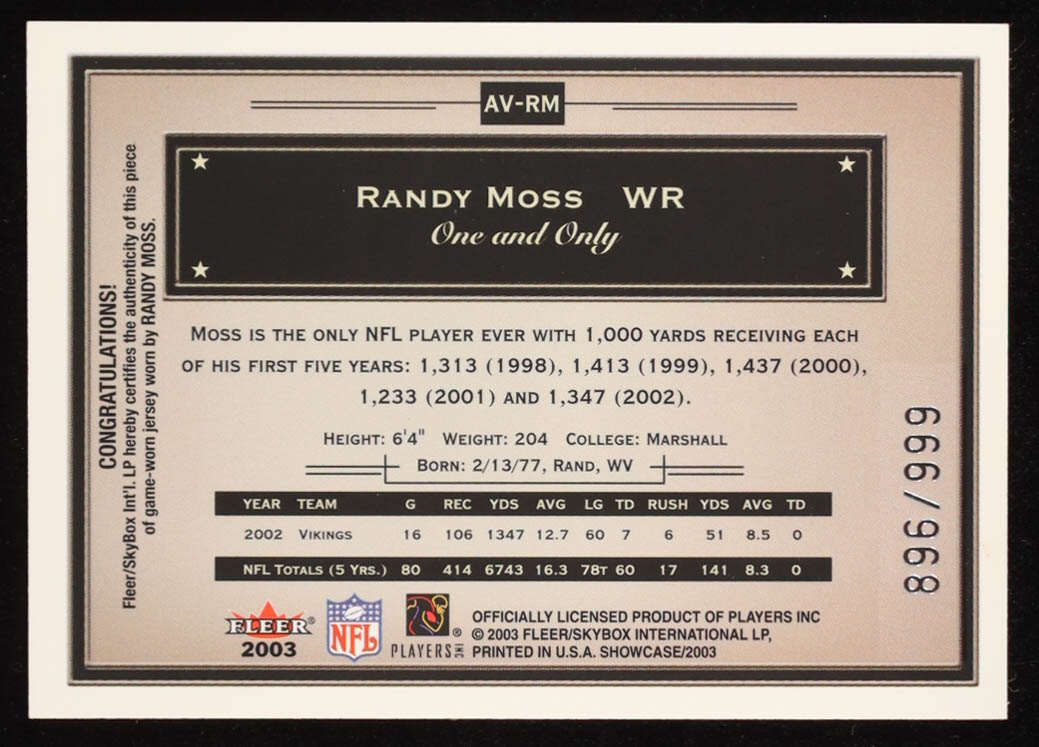 AV-RM
RANDY MOSS WR
One and Only
CONGRATULATIONS!
Fleer/SkyBox Int'l. LP hereby certifies the authenticity of this piece
of game-worn jersey worn by RANDY MOSS.
MOSS IS THE ONLY NFL PLAYER EVER WITH 1,000 YARDS RECEIVING EACH
OF HIS FIRST FIVE YEARS: 1,313 (1998), 1,413 (1999), 1,437 (2000),
1,233 (2001) AND 1,347 (2002).
HEIGHT: 6'4" WEIGHT: 204 COLLEGE: MARSHALL
BORN: 2/13/77, RAND, WV
YEAR TEAM G REC YDS AVG LG TD RUSH YDS AVG TD
2002 VIKINGS 16 106 1347 12.7 60 7 6 51 8.5 0
NFL TOTALS (5 YRS.) 80 414 6743 16.3 78T 60 17 141 8.3 0
898/999
FLEER®
2003
NFL
PLAYERS INC ®
OFFICIALLY LICENSED PRODUCT OF PLAYERS INC
© 2003 FLEER/SKYBOX INTERNATIONAL LP,
PRINTED IN U.S.A. SHOWCASE/2003